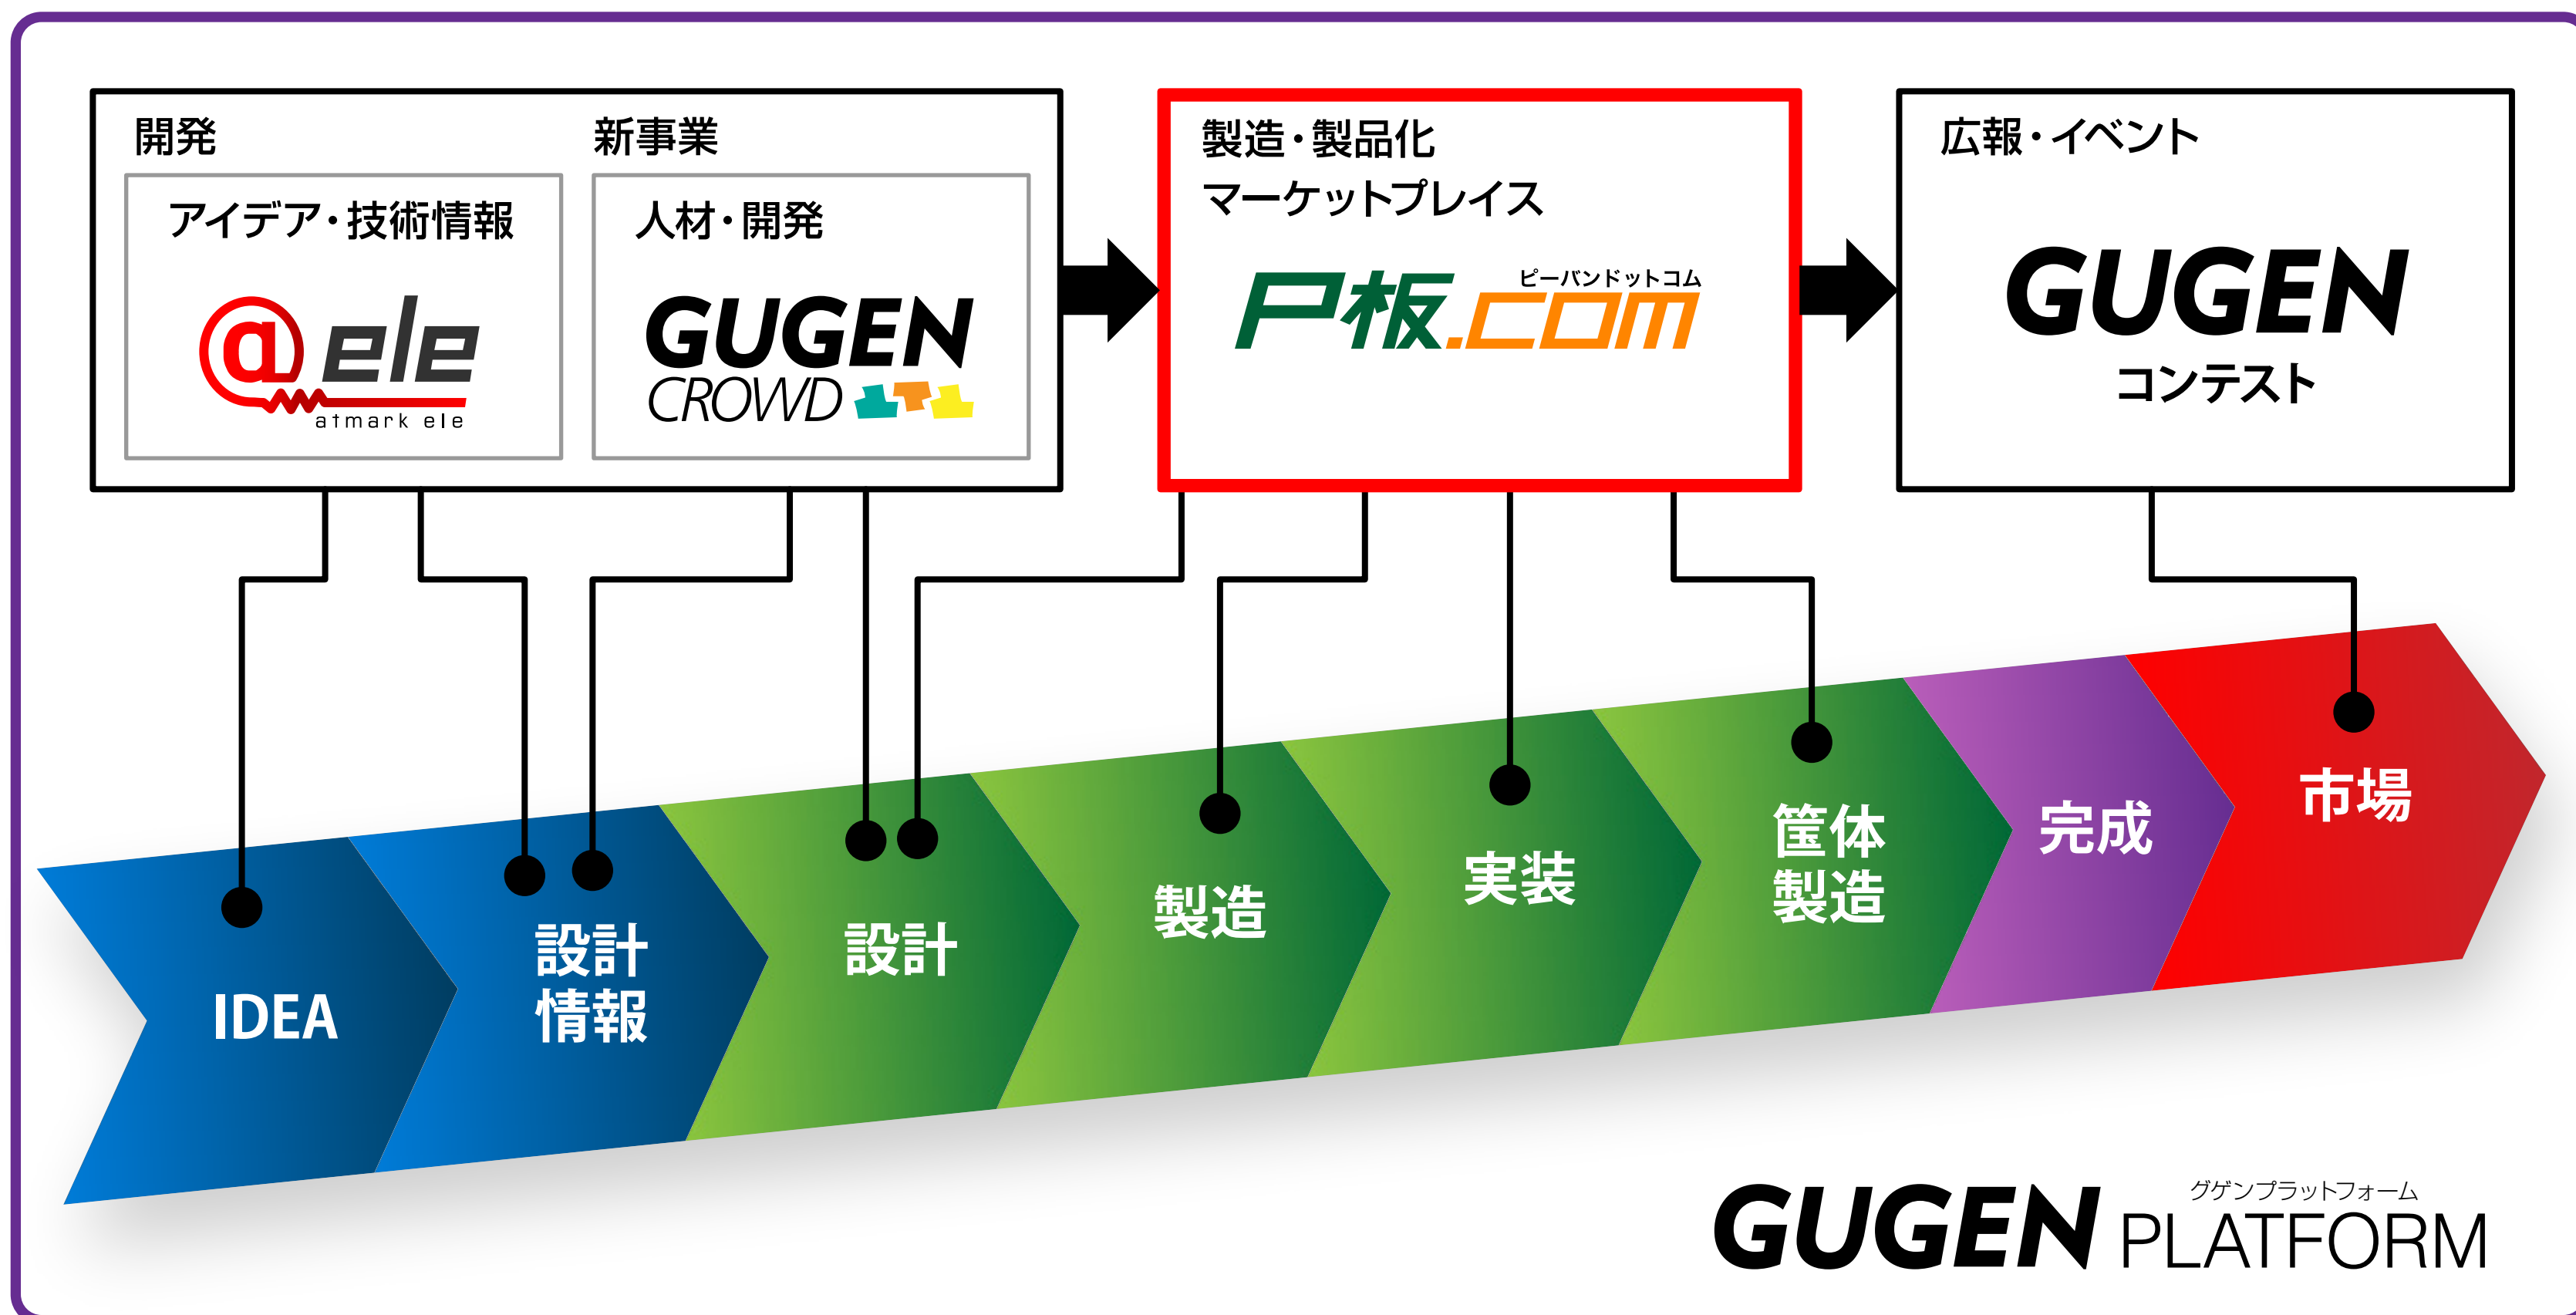 開発
アイデア・技術情報
@ele
atmark ele
新事業
人材・開発
GUGEN
CROWD
製造・製品化
マーケットプレイス
ピーバンドットコム
P板.com
広報・イベント
GUGEN
コンテスト
IDEA
設計
情報
設計
製造
実装
筐体
製造
完成
市場
グゲンプラットフォーム
GUGEN PLATFORM